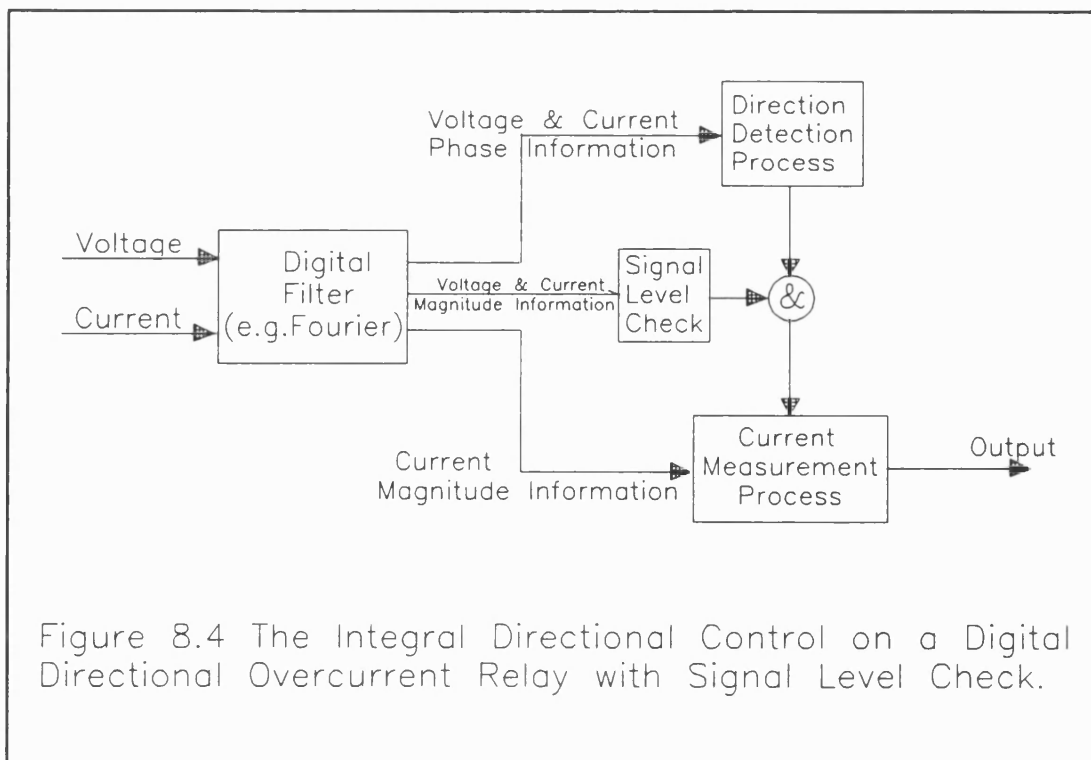 Voltage & Current
Phase Information
Direction
Detection
Process
Voltage
Current
Digital
Filter
(e.g.Fourier)
Voltage & Current
Magnitude Information
Signal
Level
Check
&
Current
Magnitude Information
Current
Measurement
Process
Output
Figure 8.4 The Integral Directional Control on a Digital
Directional Overcurrent Relay with Signal Level Check.